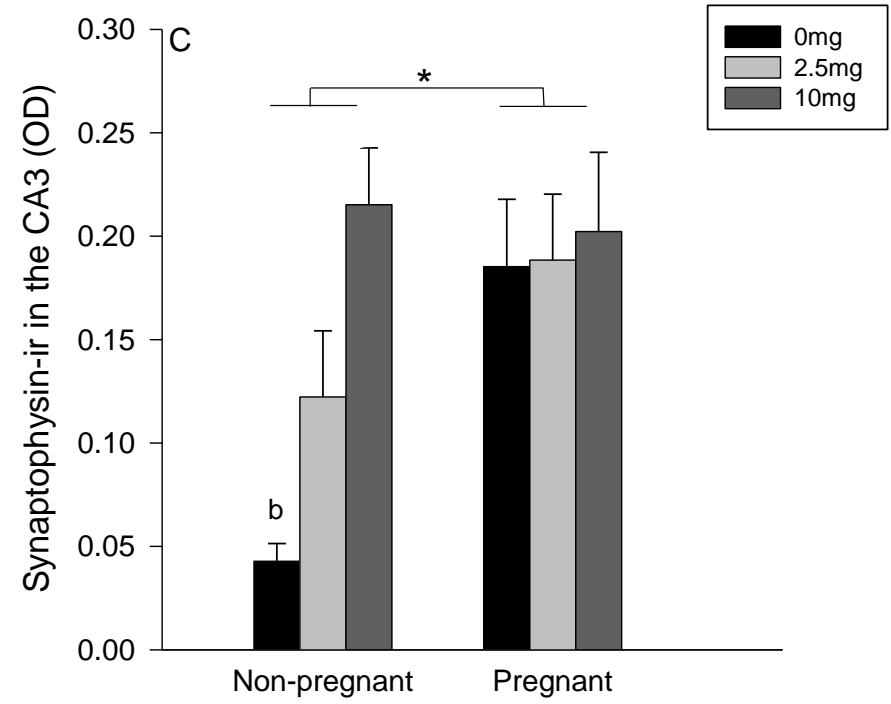 C
0mg
2.5mg
10mg
*
b
Synaptophysin-ir in the CA3 (OD)
0.30
0.25
0.20
0.15
0.10
0.05
0.00
Non-pregnant Pregnant